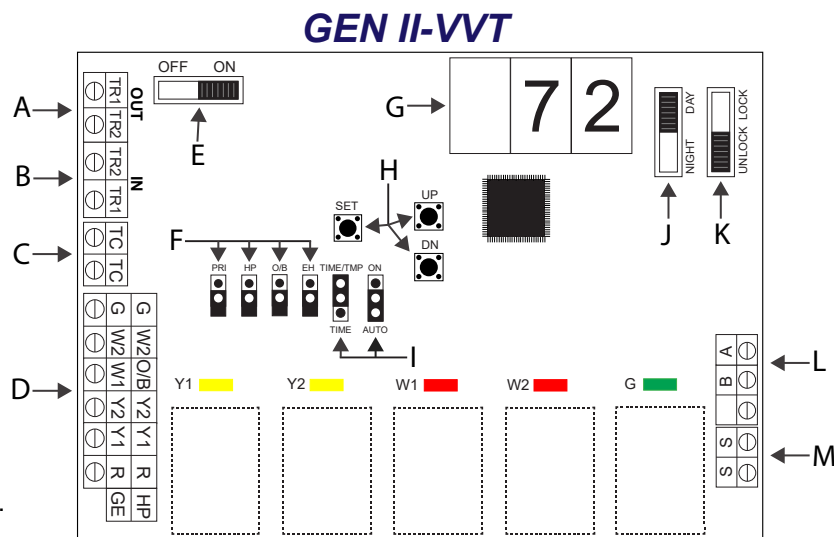 GEN II-VVT
OFF ON
A
TR1 TR2 OUT
B
TR2 TR1 IN
C
TC TC
D
G W2 W1 Y2 Y1 R GE
G W2 O/B Y2 Y1 R HP
E
G
72
NIGHT DAY
UNLOCK LOCK
J
K
H
SET
UP
DN
F
PRI HP O/B EH TIME/TMP ON
TIME AUTO
I
Y1
Y2
W1
W2
G
A
B
L
S
S
M